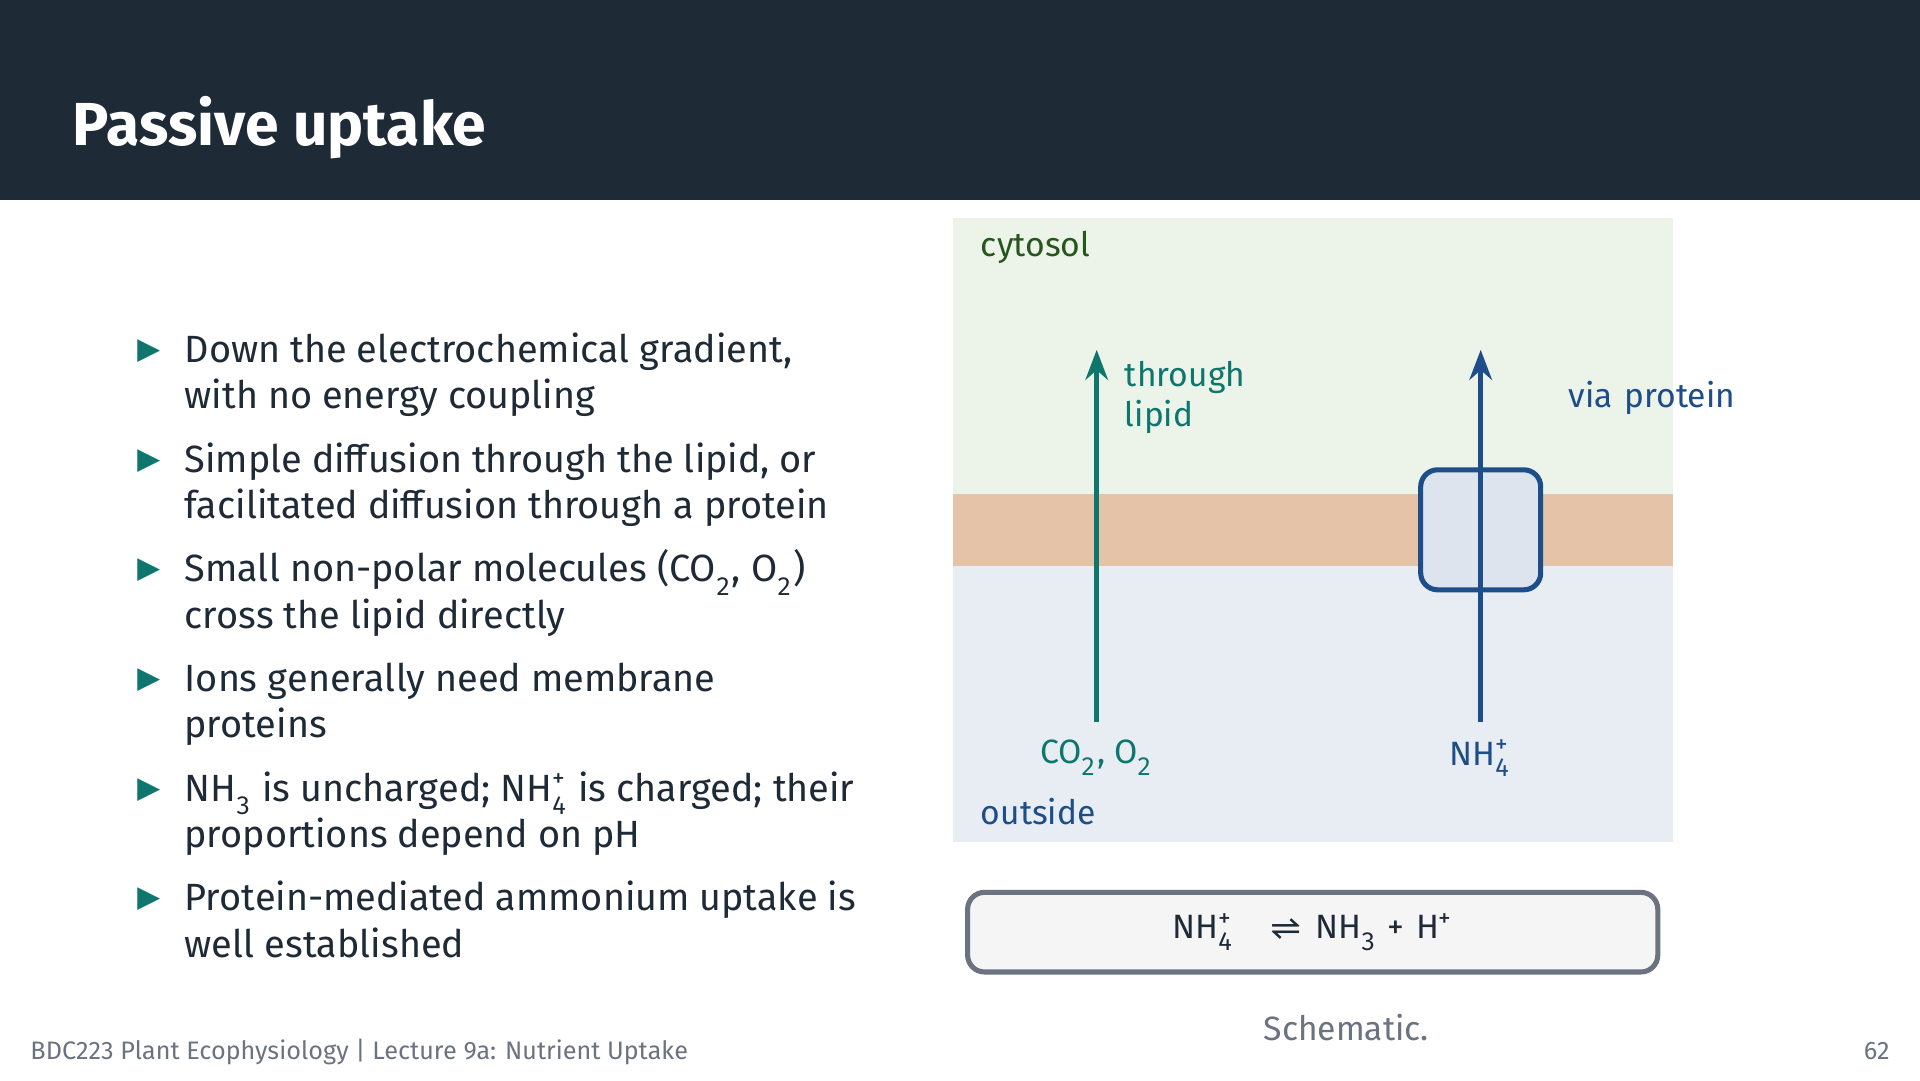 Passive uptake
► Down the electrochemical gradient,
with no energy coupling
► Simple diffusion through the lipid, or
facilitated diffusion through a protein
► Small non-polar molecules (CO₂, O₂)
cross the lipid directly
► Ions generally need membrane
proteins
► NH₃ is uncharged; NH₄⁺ is charged; their
proportions depend on pH
► Protein-mediated ammonium uptake is
well established
cytosol
through
lipid
via protein
CO₂, O₂
NH₄⁺
outside
NH₄⁺ ⇌ NH₃ + H⁺
Schematic.
BDC223 Plant Ecophysiology | Lecture 9a: Nutrient Uptake
62